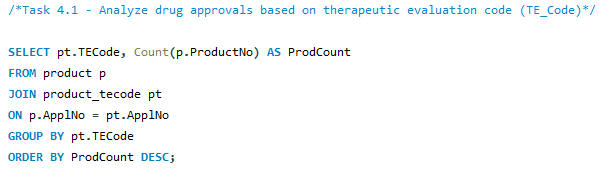 /*Task 4.1 - Analyze drug approvals based on therapeutic evaluation code (TE_Code)*/
SELECT pt.TECode, Count(p.ProductNo) AS ProdCount
FROM product p
JOIN product_tecode pt
ON p.ApplNo = pt.ApplNo
GROUP BY pt.TECode
ORDER BY ProdCount DESC;